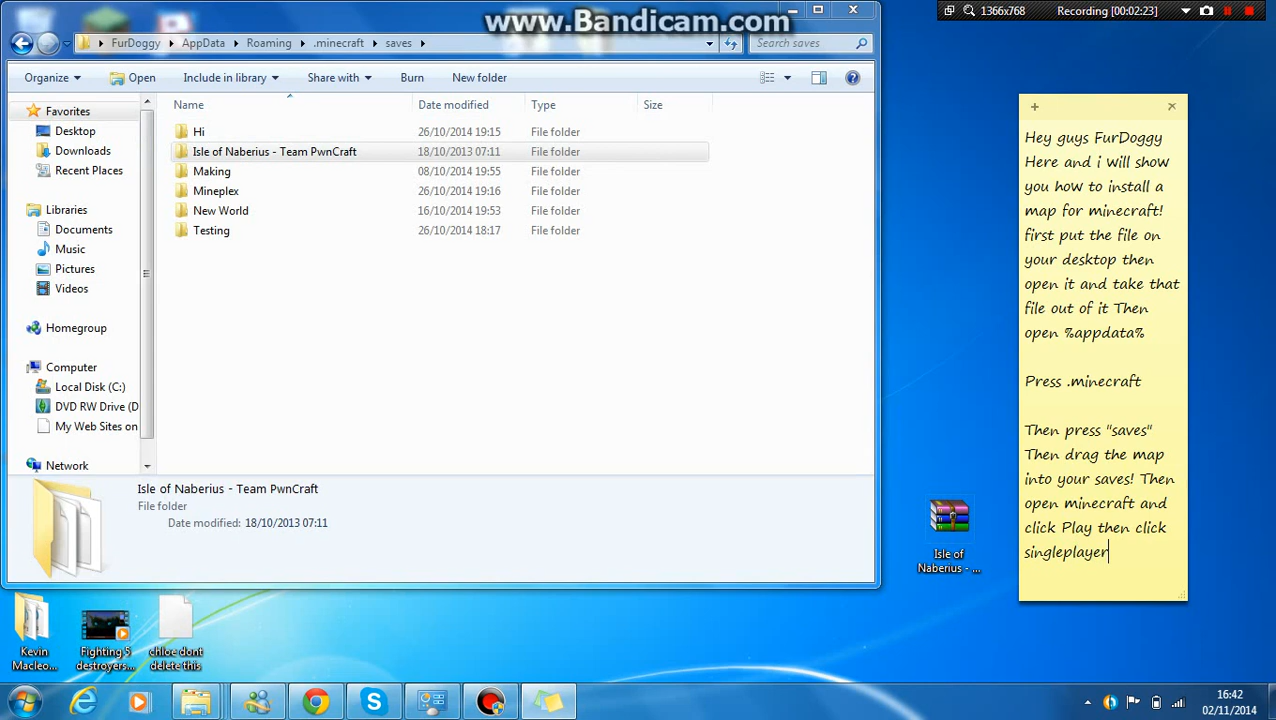 www.Bandicam.com
1366x768
Recording [00:02:23]
FurDoggy
AppData
Roaming
.minecraft
saves
Search saves
Organize
Open
Include in library
Share with
Burn
New folder
Name
Date modified
Type
Size
Favorites
Desktop
Downloads
Recent Places
Libraries
Documents
Music
Pictures
Videos
Homegroup
Computer
Local Disk (C:)
DVD RW Drive (D
My Web Sites on
Network
Hi 26/10/2014 19:15 File folder
Isle of Naberius - Team PwnCraft 18/10/2013 07:11 File folder
Making 08/10/2014 19:55 File folder
Mineplex 26/10/2014 19:16 File folder
New World 16/10/2014 19:53 File folder
Testing 26/10/2014 18:17 File folder
Isle of Naberius - Team PwnCraft
File folder
Date modified: 18/10/2013 07:11
Hey guys FurDoggy
Here and i will show
you how to install a
map for minecraft!
first put the file on
your desktop then
open it and take that
file out of it Then
open %appdata%
Press .minecraft
Then press "saves"
Then drag the map
into your saves! Then
open minecraft and
click Play then click
singleplayer
Isle of
Naberius - ...
Kevin
Macleo...
Fighting 5
destroyers...
chloe dont
delete this
16:42
02/11/2014